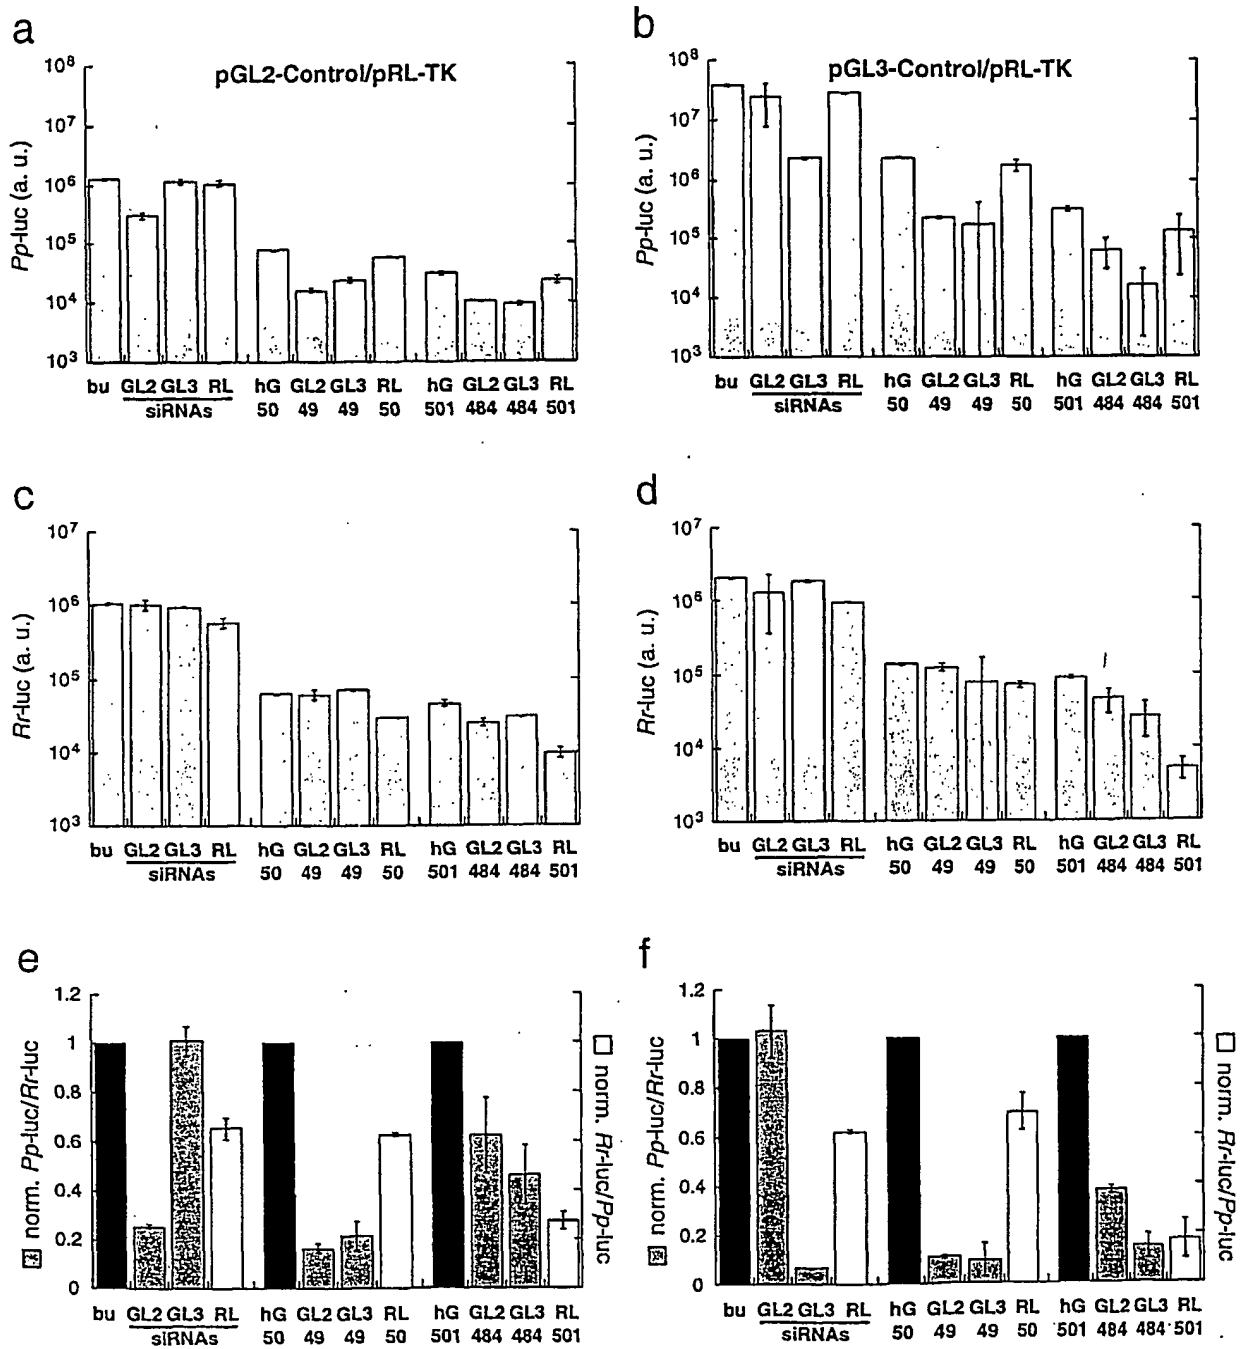 a
pGL2-Control/pRL-TK
Pp-luc (a. u.)
10⁸
10⁷
10⁶
10⁵
10⁴
10³
bu GL2 GL3 RL hG GL2 GL3 RL hG GL2 GL3 RL
siRNAs 50 49 49 50 501 484 484 501
b
pGL3-Control/pRL-TK
Pp-luc (a. u.)
10⁸
10⁷
10⁶
10⁵
10⁴
10³
bu GL2 GL3 RL hG GL2 GL3 RL hG GL2 GL3 RL
siRNAs 50 49 49 50 501 484 484 501
c
Rr-luc (a. u.)
10⁷
10⁶
10⁵
10⁴
10³
bu GL2 GL3 RL hG GL2 GL3 RL hG GL2 GL3 RL
siRNAs 50 49 49 50 501 484 484 501
d
Rr-luc (a. u.)
10⁷
10⁶
10⁵
10⁴
10³
bu GL2 GL3 RL hG GL2 GL3 RL hG GL2 GL3 RL
siRNAs 50 49 49 50 501 484 484 501
e
norm. Pp-luc/Rr-luc
1.2
1
0.8
0.6
0.4
0.2
0
norm. Rr-luc/Pp-luc
bu GL2 GL3 RL hG GL2 GL3 RL hG GL2 GL3 RL
siRNAs 50 49 49 50 501 484 484 501
f
norm. Pp-luc/Rr-luc
1.2
1
0.8
0.6
0.4
0.2
0
norm. Rr-luc/Pp-luc
bu GL2 GL3 RL hG GL2 GL3 RL hG GL2 GL3 RL
siRNAs 50 49 49 50 501 484 484 501